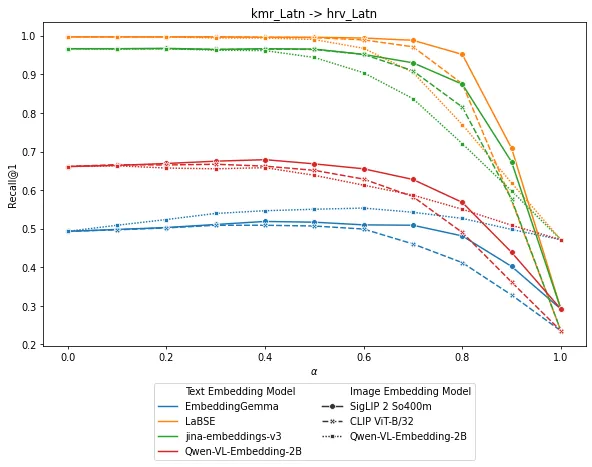 kmr_Latn -> hrv_Latn
Recall@1
1.0
0.9
0.8
0.7
0.6
0.5
0.4
0.3
0.2
0.0
0.2
0.4
0.6
0.8
1.0
α
Text Embedding Model
EmbeddingGemma
LaBSE
jina-embeddings-v3
Qwen-VL-Embedding-2B
Image Embedding Model
SigLIP 2 So400m
CLIP ViT-B/32
Qwen-VL-Embedding-2B